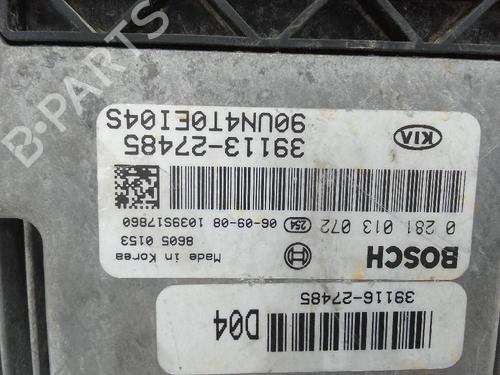 BOSCH
Made in Korea
8605 0153
0 281 013 072 254 06-09-08 1039S17860
KIA
39113-27485
90UN4T0EI04S
39116-27485
D04